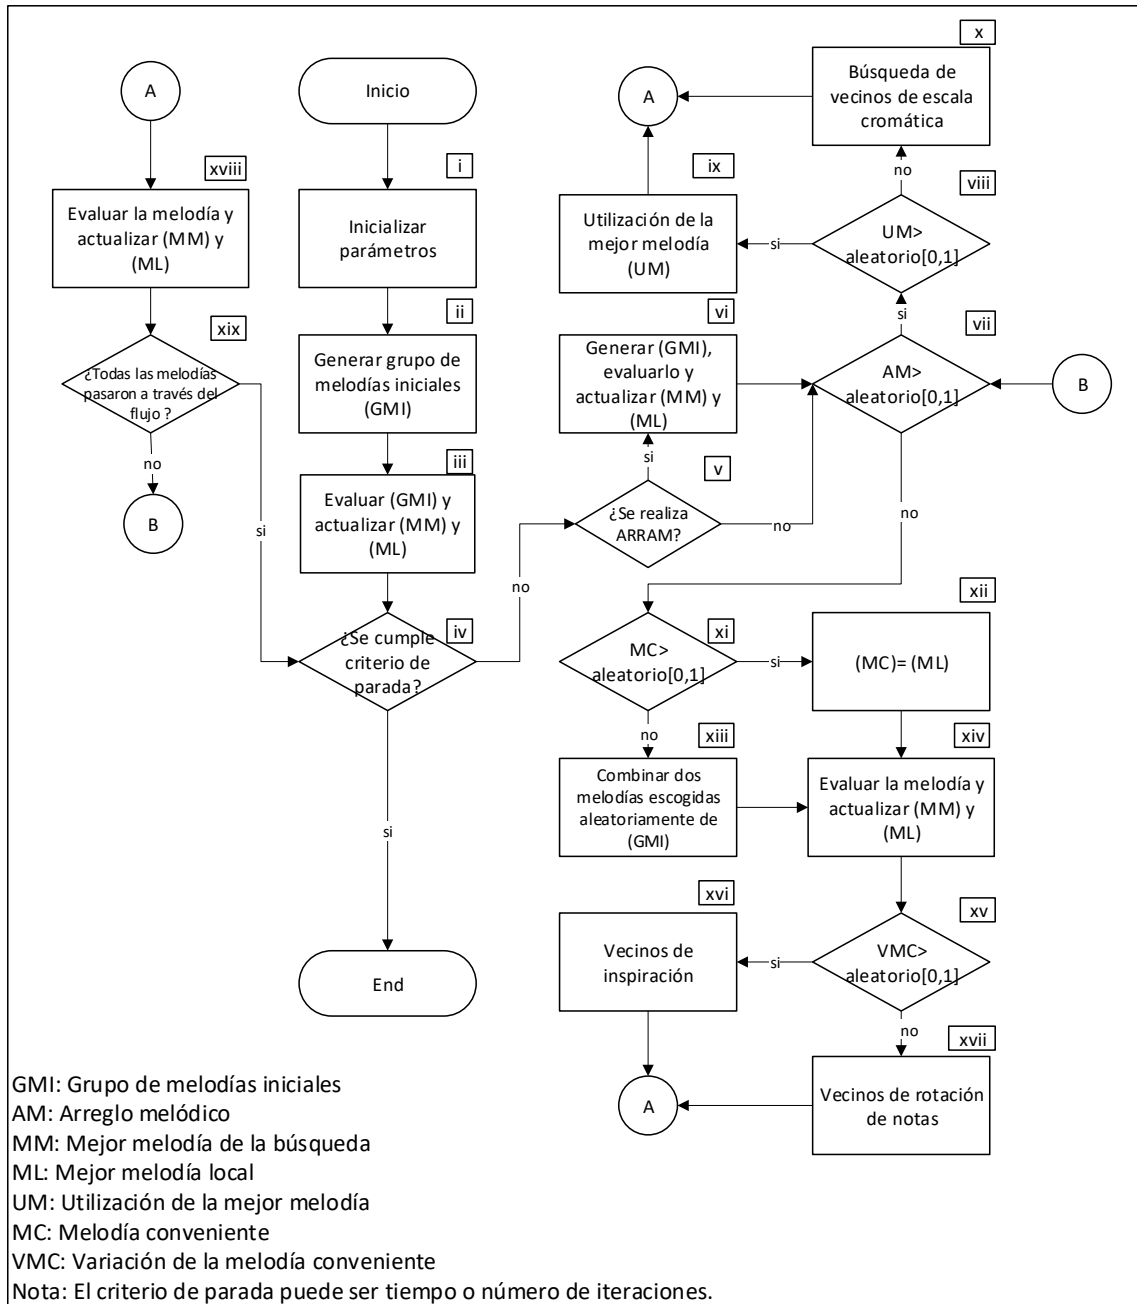 A
xviii
Evaluar la melodía y
actualizar (MM) y
(ML)
xix
¿Todas las melodías
pasaron a través del
flujo ?
no
B
si
Inicio
i
Inicializar
parámetros
ii
Generar grupo de
melodías iniciales
(GMI)
iii
Evaluar (GMI) y
actualizar (MM) y
(ML)
iv
¿Se cumple
criterio de
parada?
no
si
End
x
Búsqueda de
vecinos de escala
cromática
A
ix
Utilización de la
mejor melodía
(UM)
no
viii
UM>
aleatorio[0,1]
si
si
vi
Generar (GMI),
evaluarlo y
actualizar (MM) y
(ML)
vii
AM>
aleatorio[0,1]
B
si
v
¿Se realiza
ARRAM?
no
no
xi
MC>
aleatorio[0,1]
si
xii
(MC)= (ML)
no
xiii
Combinar dos
melodías escogidas
aleatoriamente de
(GMI)
xiv
Evaluar la melodía y
actualizar (MM) y
(ML)
xvi
Vecinos de
inspiración
xv
VMC>
aleatorio[0,1]
si
no
xvii
Vecinos de rotación
de notas
A
GMI: Grupo de melodías iniciales
AM: Arreglo melódico
MM: Mejor melodía de la búsqueda
ML: Mejor melodía local
UM: Utilización de la mejor melodía
MC: Melodía conveniente
VMC: Variación de la melodía conveniente
Nota: El criterio de parada puede ser tiempo o número de iteraciones.